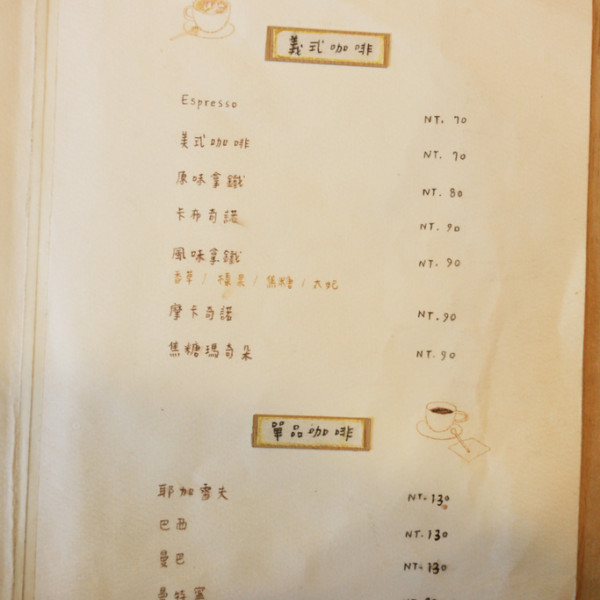 義式咖啡
Espresso NT. 70
美式咖啡 NT. 70
原味拿鐵 NT. 80
卡布奇諾 NT. 90
風味拿鐵 NT. 90
香草 / 榛果 / 焦糖 / 太妃
摩卡奇諾 NT. 90
焦糖瑪奇朵 NT. 90
單品咖啡
耶加雪夫 NT. 130
巴西 NT. 130
曼巴 NT. 130
曼特寧